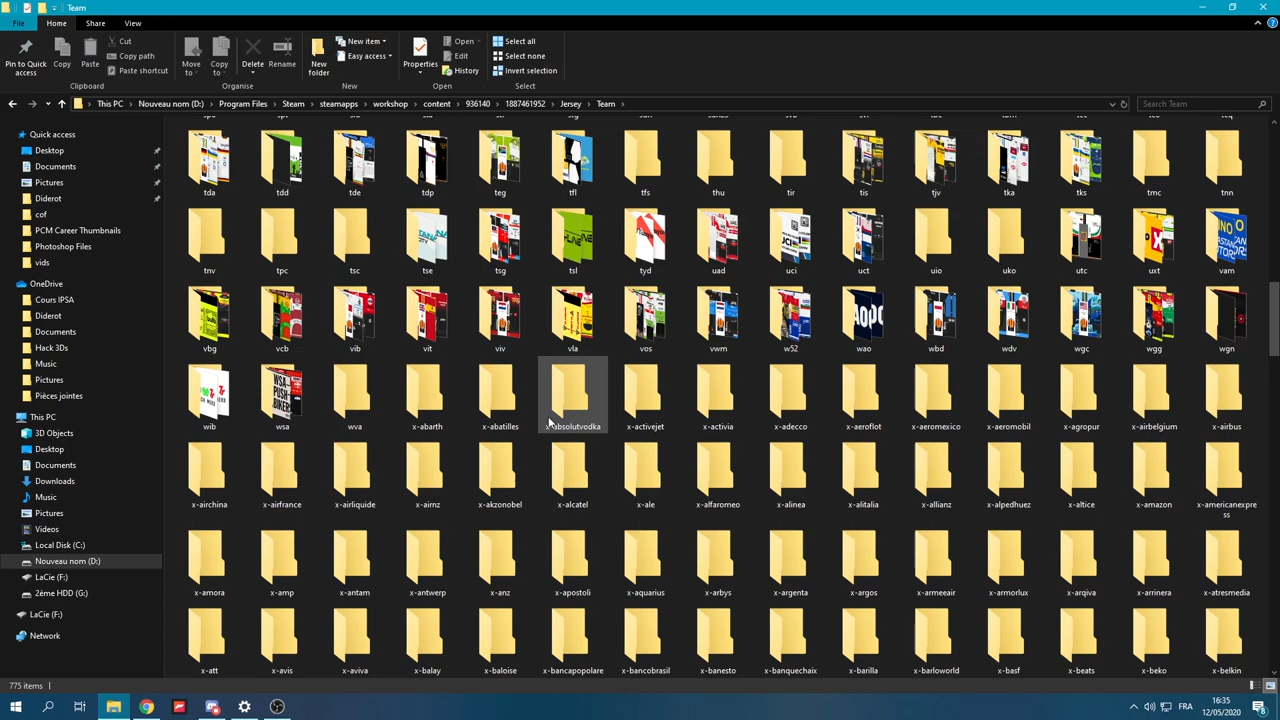 Team
File
Home
Share
View
Pin to Quick access
Copy
Paste
Cut
Copy path
Paste shortcut
Move to
Copy to
Delete
Rename
New folder
New item
Easy access
Properties
Open
Edit
History
Select all
Select none
Invert selection
Clipboard
Organise
New
Open
Select
This PC > Nouveau nom (D:) > Program Files > Steam > steamapps > workshop > content > 936140 > 1887461952 > Jersey > Team >
Search Team
Quick access
Desktop
Documents
Pictures
Diderot
cof
PCM Career Thumbnails
Photoshop Files
vids
OneDrive
Cours IPSA
Diderot
Documents
Hack 3Ds
Music
Pictures
Pièces jointes
This PC
3D Objects
Desktop
Documents
Downloads
Music
Pictures
Videos
Local Disk (C:)
Nouveau nom (D:)
LaCie (F:)
2ème HDD (G:)
LaCie (F:)
Network
tda tdd tde tdp teg tfl tfs thu tir tis tjv tka tks tmc tnn
tnv tpc tsc tse tsg tsl tyd uad uci uct uio uko utc uxt vam
vbg vcb vib vit viv vla vos vwm w52 wao wbd wdv wgc wgg wgn
wib wsa wva x-abarth x-abatilles x-absolutvodka x-activejet x-activia x-adecco x-aeroflot x-aeromexico x-aeromobil x-agropur x-airbelgium x-airbus
x-airchina x-airfrance x-airliquide x-airnz x-akzonobel x-alcatel x-ale x-alfaromeo x-alinea x-alitalia x-allianz x-alpedhuez x-altice x-amazon x-americanexpress
x-amora x-amp x-antam x-antwerp x-anz x-apostoli x-aquarius x-arbys x-argenta x-argos x-armeeair x-armorlux x-arqiva x-arrinera x-atresmedia
x-att x-avis x-aviva x-balay x-baloise x-bancapopolare x-bancobrasil x-banesto x-banquechaix x-barilla x-barloworld x-basf x-beats x-beko x-belkin
775 items
FR
16:35
12/05/2020
8